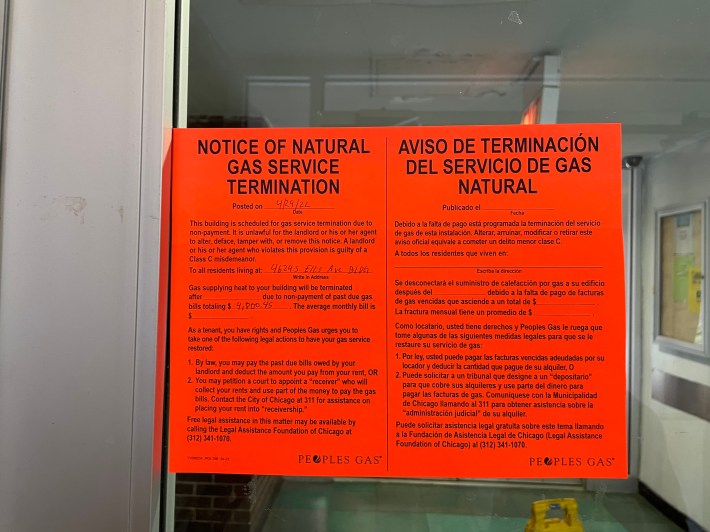 NOTICE OF NATURAL
GAS SERVICE
TERMINATION
Posted on 4/29/22
Date
This building is scheduled for gas service termination due to
non-payment. It is unlawful for the landlord or his or her agent
to alter, deface, tamper with, or remove this notice. A landlord
or his or her agent who violates this provision is guilty of a
Class C misdemeanor.
To all residents living at:
Write in Address
Gas supplying heat to your building will be terminated
after due to non-payment of past due gas
bills totaling $ The average monthly bill is
$
As a tenant, you have rights and Peoples Gas urges you to
take one of the following legal actions to have your gas service
restored:
1. By law, you may pay the past due bills owed by your
landlord and deduct the amount you pay from your rent, OR
2. You may petition a court to appoint a “receiver” who will
collect your rents and use part of the money to pay the gas
bills. Contact the City of Chicago at 311 for assistance on
placing your rent into “receivership.”
Free legal assistance in this matter may be available by
calling the Legal Assistance Foundation of Chicago at
(312) 341-1070.
PEOPLES GAS®
AVISO DE TERMINACIÓN
DEL SERVICIO DE GAS
NATURAL
Publicado el
Fecha
Debido a la falta de pago está programada la terminación del servicio
de gas de esta instalación. Alterar, arruinar, modificar o retirar este
aviso oficial equivale a cometer un delito menor clase C.
A todos los residentes que viven en:
Escriba la dirección
Se desconectará el suministro de calefacción por gas a su edificio
después del debido a la falta de pago de facturas
de gas vencidas que asciende a un total de $
La fractura mensual tiene un promedio de $
Como locatario, usted tiene derechos y Peoples Gas le ruega que
tome algunas de las siguientes medidas legales para que se le
restaure su servicio de gas:
1. Por ley, usted puede pagar las facturas vencidas adeudadas por su
locador y deducir la cantidad que pague de su alquiler, O
2. Puede solicitar a un tribunal que designe a un “depositario”
para que cobre sus alquileres y use parte del dinero para
pagar las facturas de gas. Comuníquese con la Municipalidad
de Chicago llamando al 311 para obtener asistencia sobre la
“administración judicial” de su alquiler.
Puede solicitar asistencia legal gratuita sobre este tema llamando
a la Fundación de Asistencia Legal de Chicago (Legal Assistance
Foundation of Chicago) al (312) 341-1070.
PEOPLES GAS®